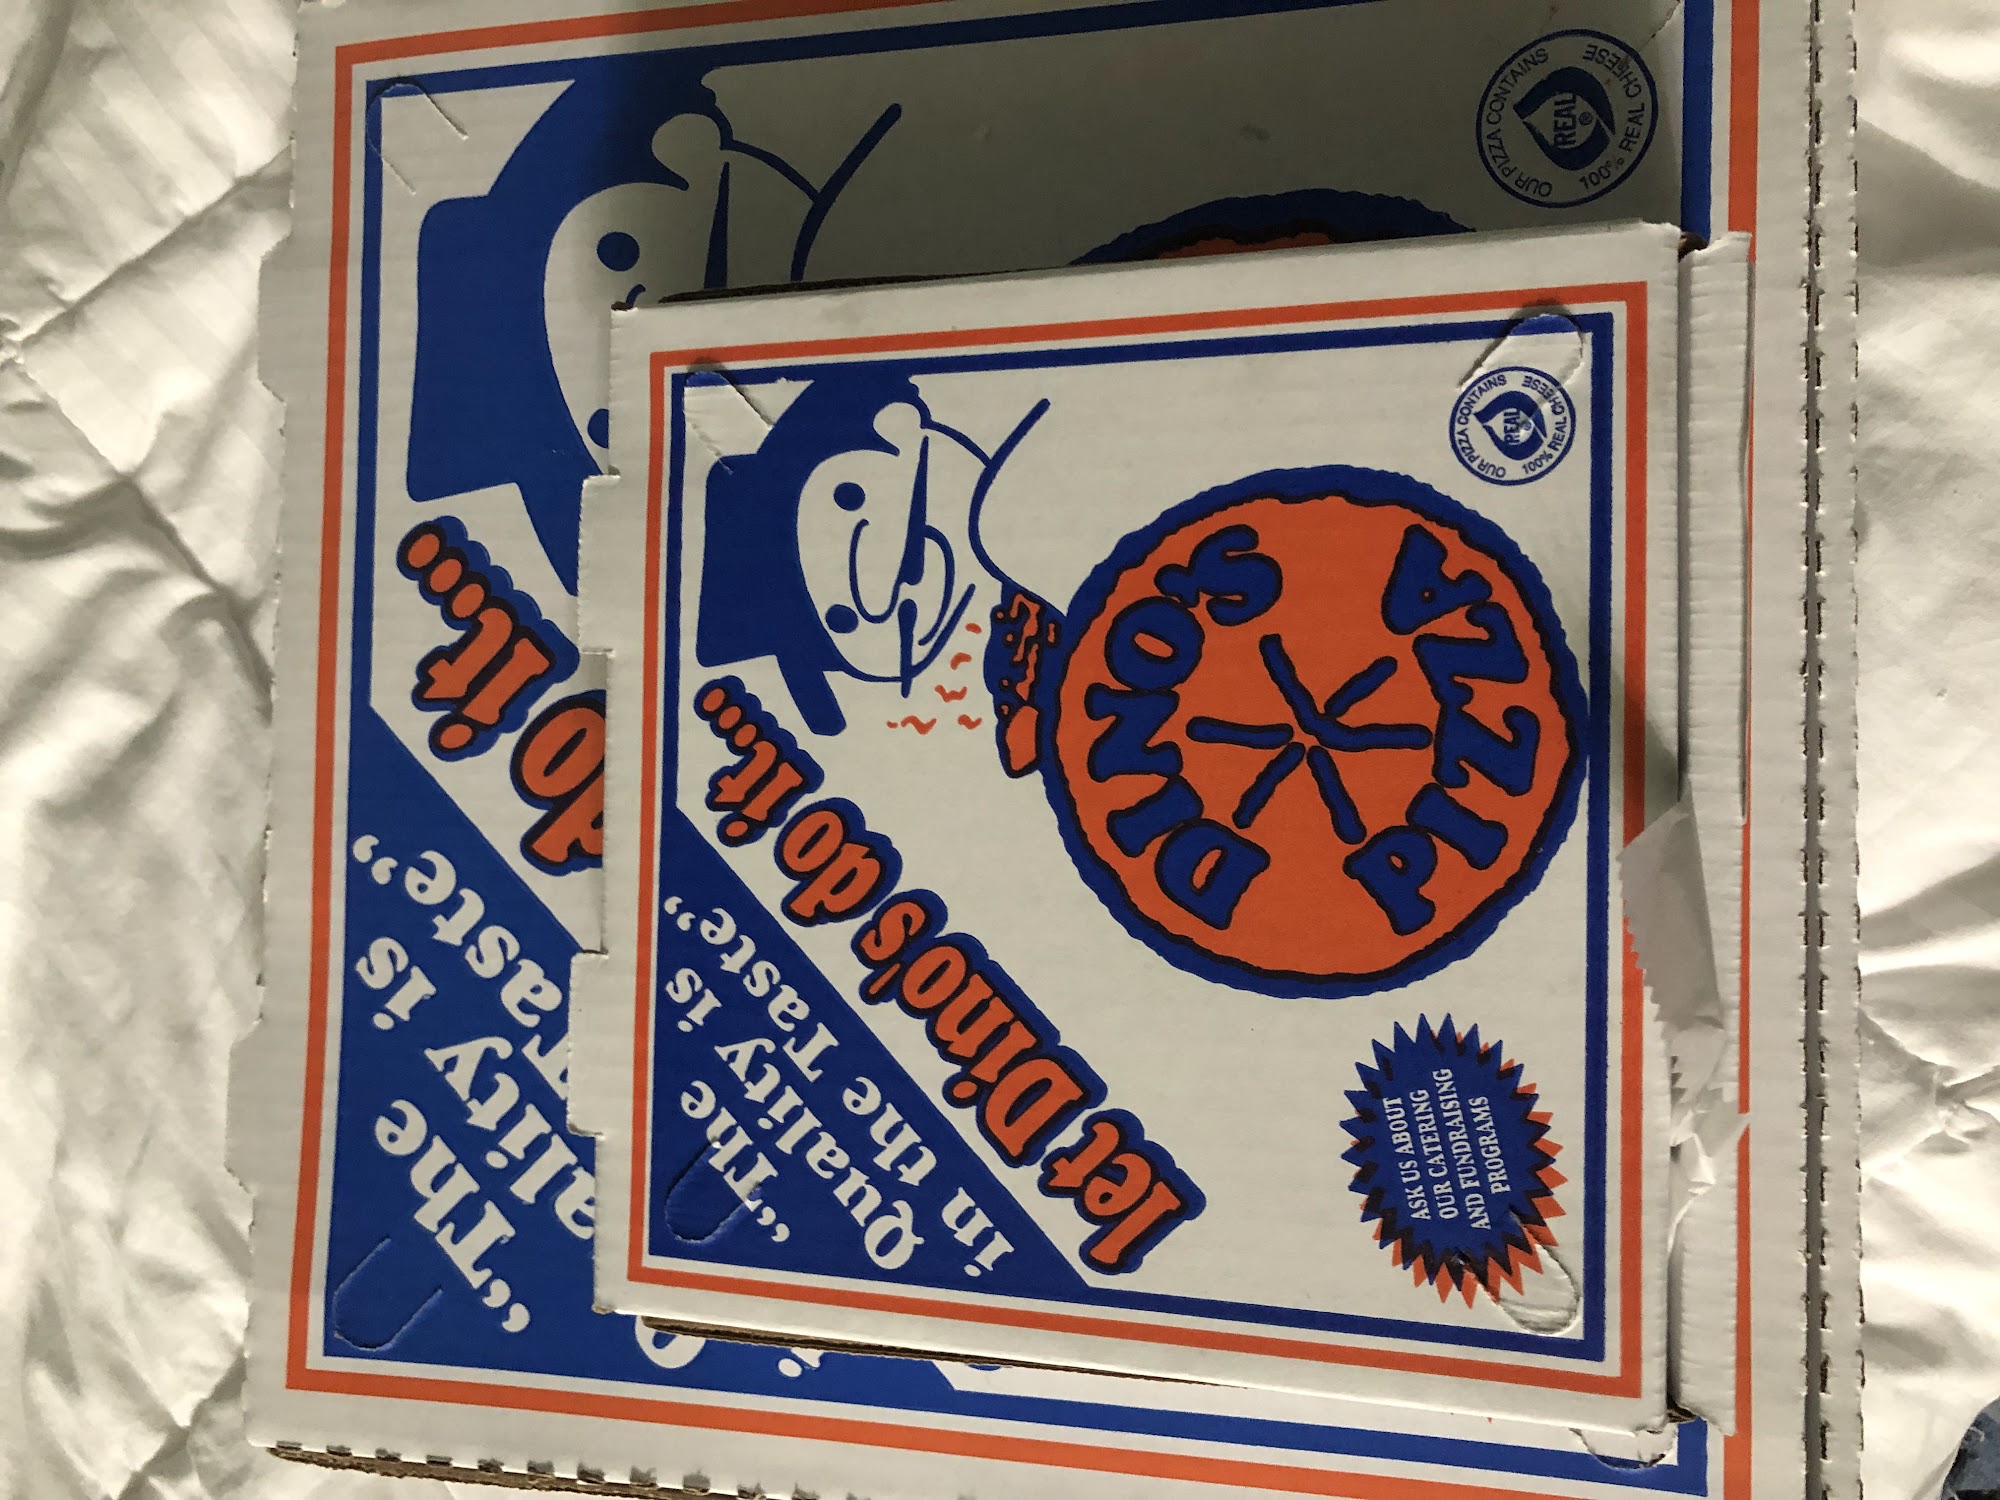 "The
Quality is
in the Taste"
let Dino's do it...
DINO'S
PIZZA
OUR PIZZA CONTAINS
REAL®
100% REAL CHEESE
ASK US ABOUT
OUR CATERING
AND FUNDRAISING
PROGRAMS
"The
ality is
Taste"
do it...
OUR PIZZA CONTAINS
REAL®
100% REAL CHEESE